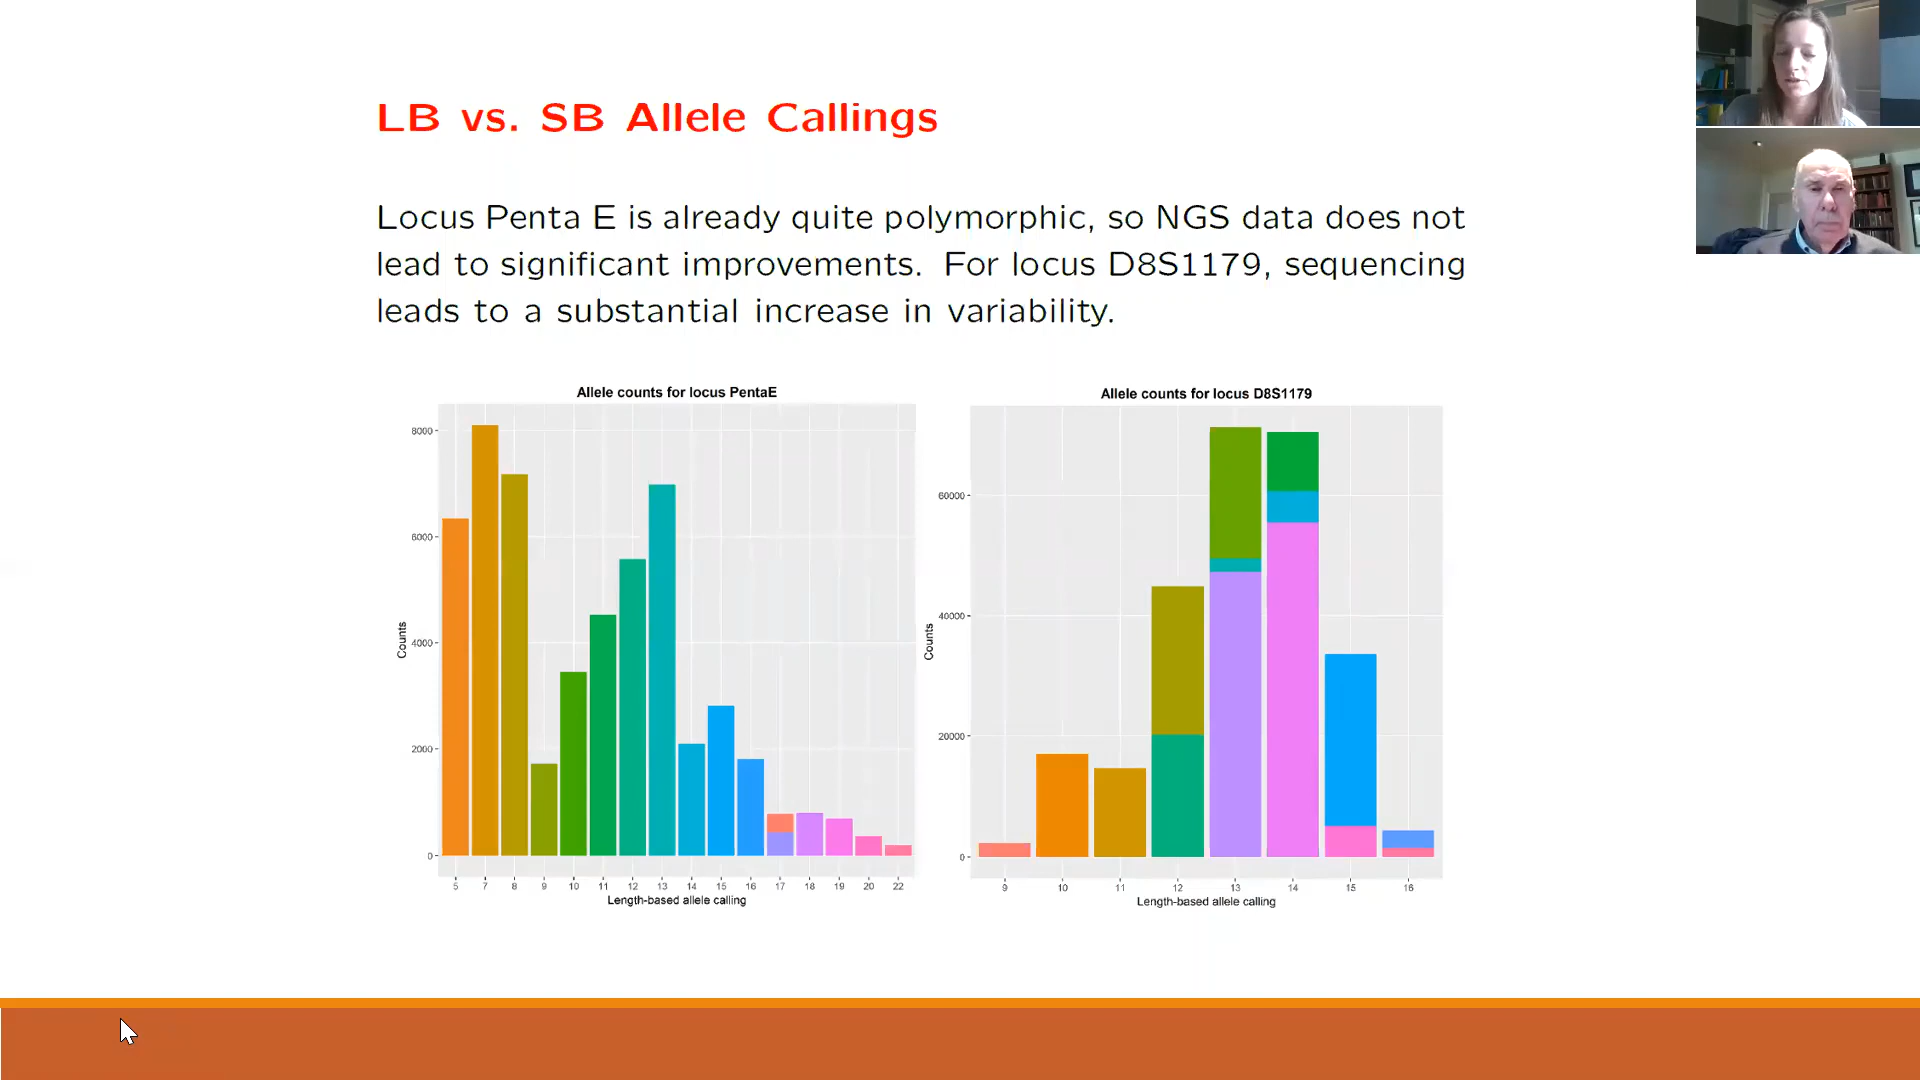 LB vs. SB Allele Callings
Locus Penta E is already quite polymorphic, so NGS data does not
lead to significant improvements. For locus D8S1179, sequencing
leads to a substantial increase in variability.
Allele counts for locus PentaE
8000
6000
4000
2000
0
Counts
5 7 8 9 10 11 12 13 14 15 16 17 18 19 20 22
Length-based allele calling
Allele counts for locus D8S1179
60000
40000
20000
0
Counts
9 10 11 12 13 14 15 16
Length-based allele calling